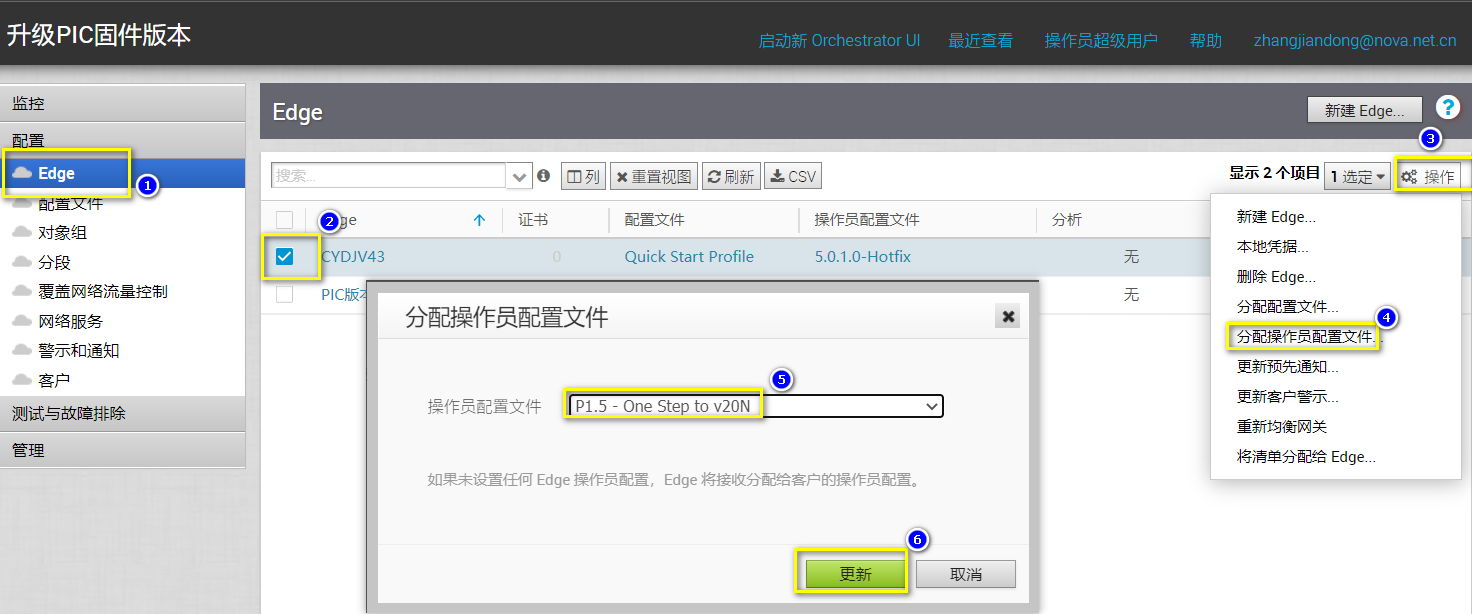 升级PIC固件版本
启动新 Orchestrator UI 最近查看 操作员超级用户 帮助 zhangjiandong@nova.net.cn
监控
配置
Edge
配置文件
对象组
分段
覆盖网络流量控制
网络服务
警示和通知
客户
测试与故障排除
管理
1
Edge
新建 Edge...
?
3
搜索...
列 重置视图 刷新 CSV
显示 2 个项目 1 选定 操作
2
ge 证书 配置文件 操作员配置文件 分析
CYDJV43 0 Quick Start Profile 5.0.1.0-Hotfix 无
PIC版本 无
新建 Edge...
本地凭据...
删除 Edge...
分配配置文件...
4
分配操作员配置文件.
更新预先通知...
更新客户警示...
重新均衡网关
将清单分配给 Edge...
分配操作员配置文件
5
操作员配置文件 P1.5 - One Step to v20N
如果未设置任何 Edge 操作员配置，Edge 将接收分配给客户的操作员配置。
6
更新 取消